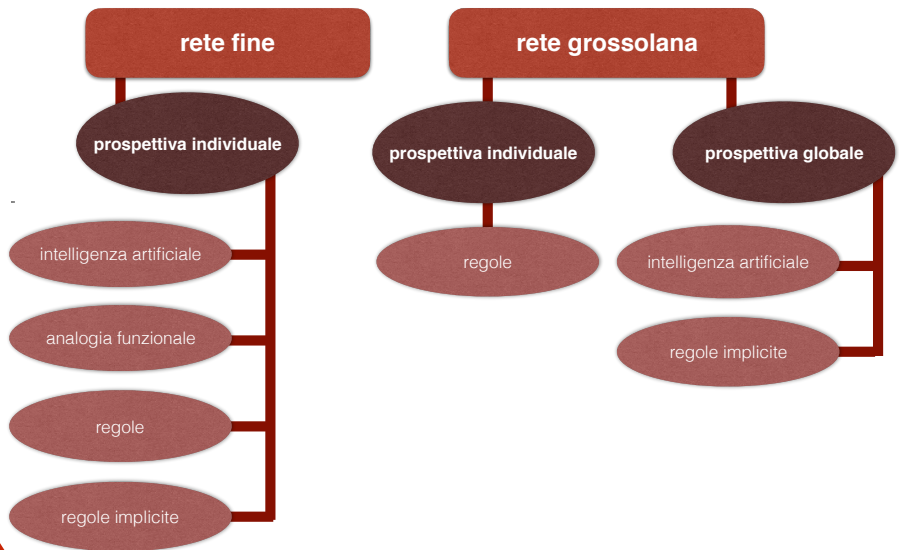 rete fine
prospettiva individuale
intelligenza artificiale
analogia funzionale
regole
regole implicite
rete grossolana
prospettiva individuale
regole
prospettiva globale
intelligenza artificiale
regole implicite